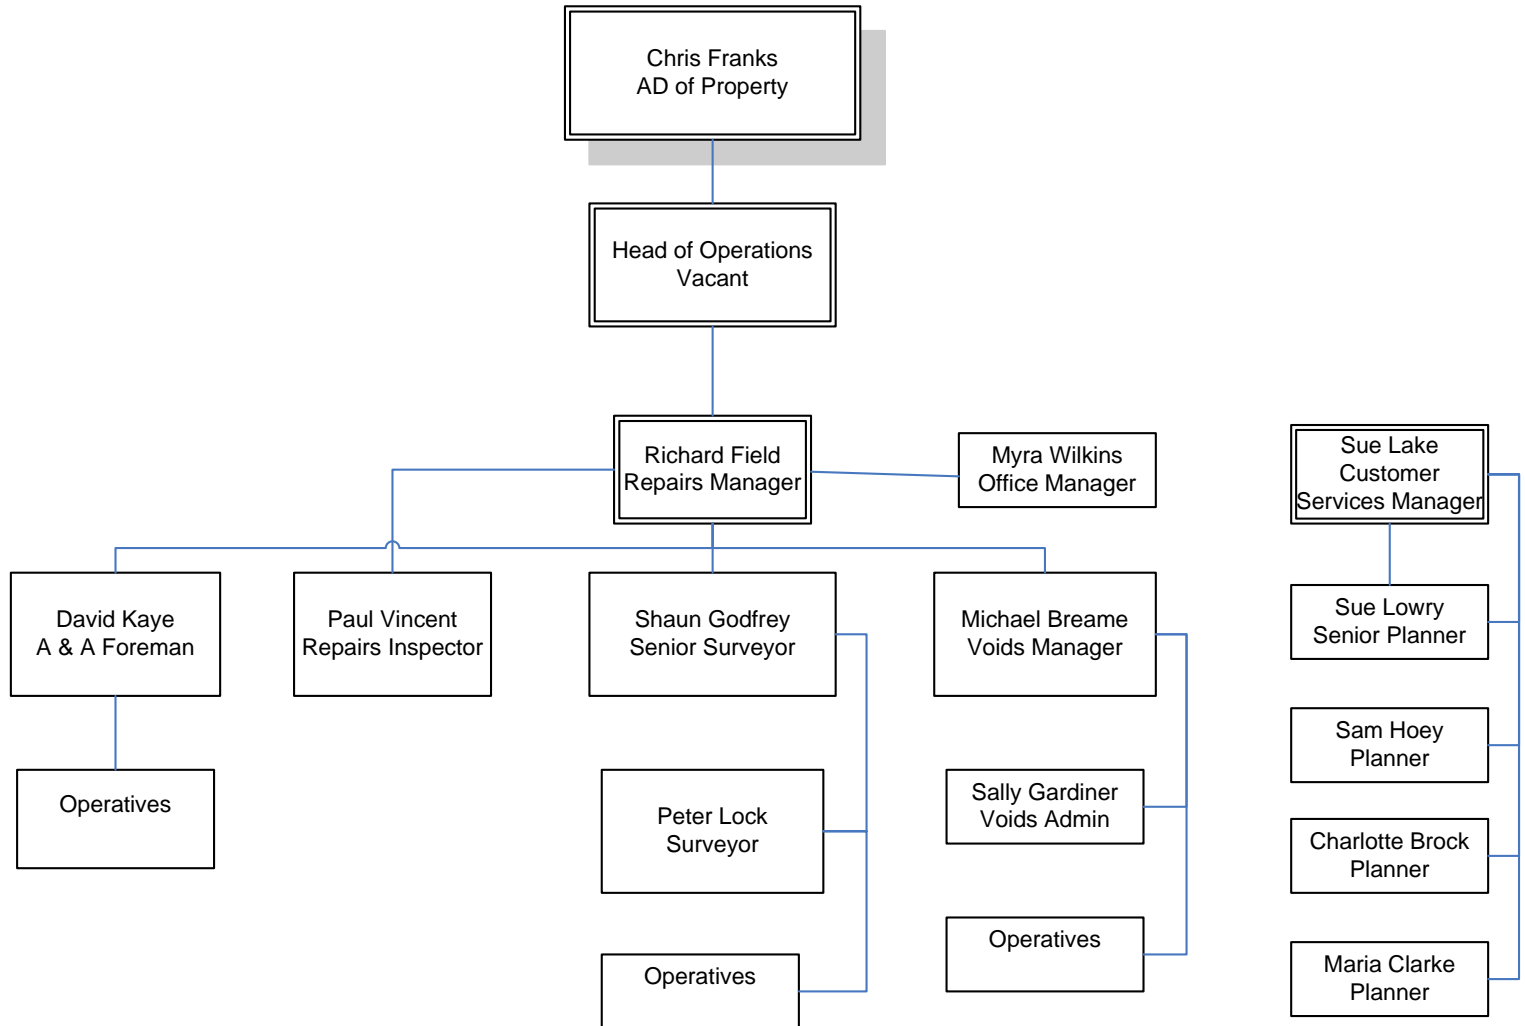 Chris Franks
AD of Property
Head of Operations
Vacant
Richard Field
Repairs Manager
Myra Wilkins
Office Manager
Sue Lake
Customer
Services Manager
David Kaye
A & A Foreman
Paul Vincent
Repairs Inspector
Shaun Godfrey
Senior Surveyor
Michael Breame
Voids Manager
Sue Lowry
Senior Planner
Sam Hoey
Planner
Operatives
Peter Lock
Surveyor
Sally Gardiner
Voids Admin
Charlotte Brock
Planner
Operatives
Operatives
Maria Clarke
Planner